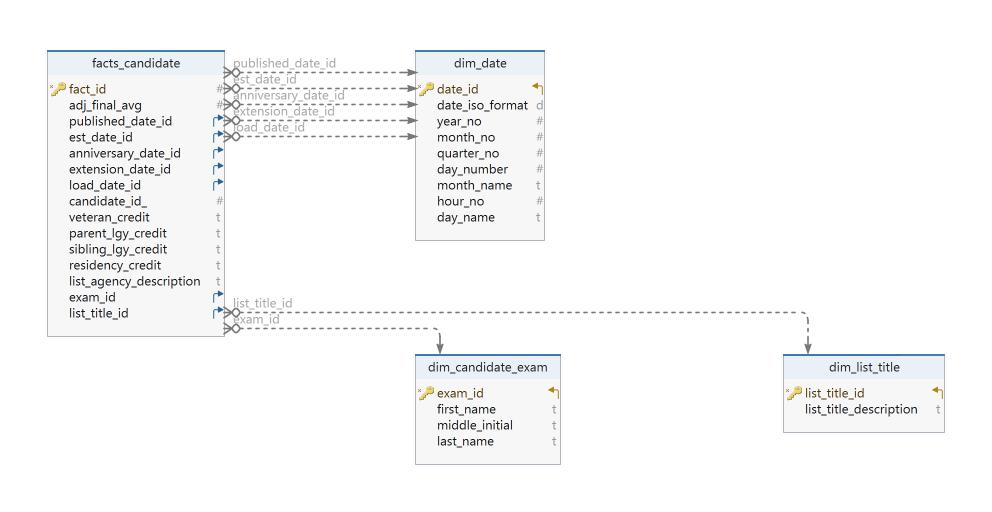 facts_candidate
fact_id #
adj_final_avg #
published_date_id
est_date_id
anniversary_date_id
extension_date_id
load_date_id
candidate_id_ #
veteran_credit t
parent_lgy_credit t
sibling_lgy_credit t
residency_credit t
list_agency_description t
exam_id
list_title_id
published_date_id
est_date_id
anniversary_date_id
extension_date_id
load_date_id
dim_date
date_id
date_iso_format d
year_no #
month_no #
quarter_no #
day_number #
month_name t
hour_no #
day_name t
list_title_id
exam_id
dim_candidate_exam
exam_id
first_name t
middle_initial t
last_name t
dim_list_title
list_title_id
list_title_description t